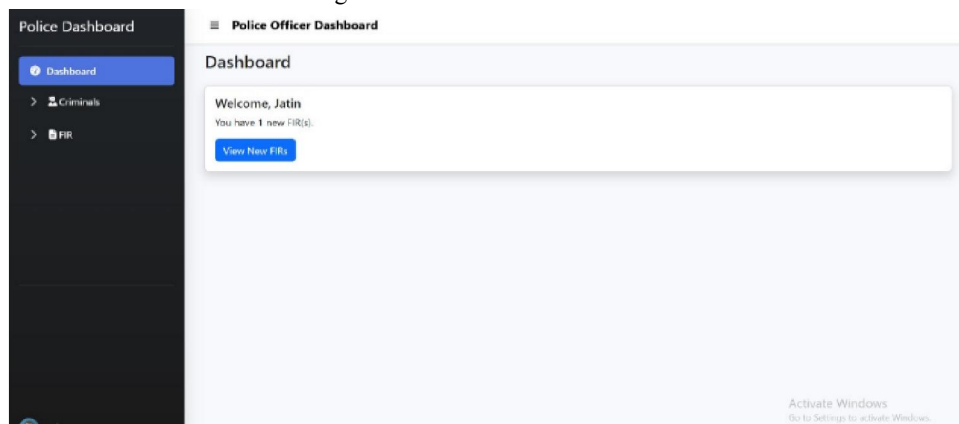 Police Dashboard
Police Officer Dashboard
Dashboard
Criminals
FIR
Dashboard
Welcome, Jatin
You have 1 new FIR(s).
View New FIRs
Activate Windows
Go to Settings to activate Windows.